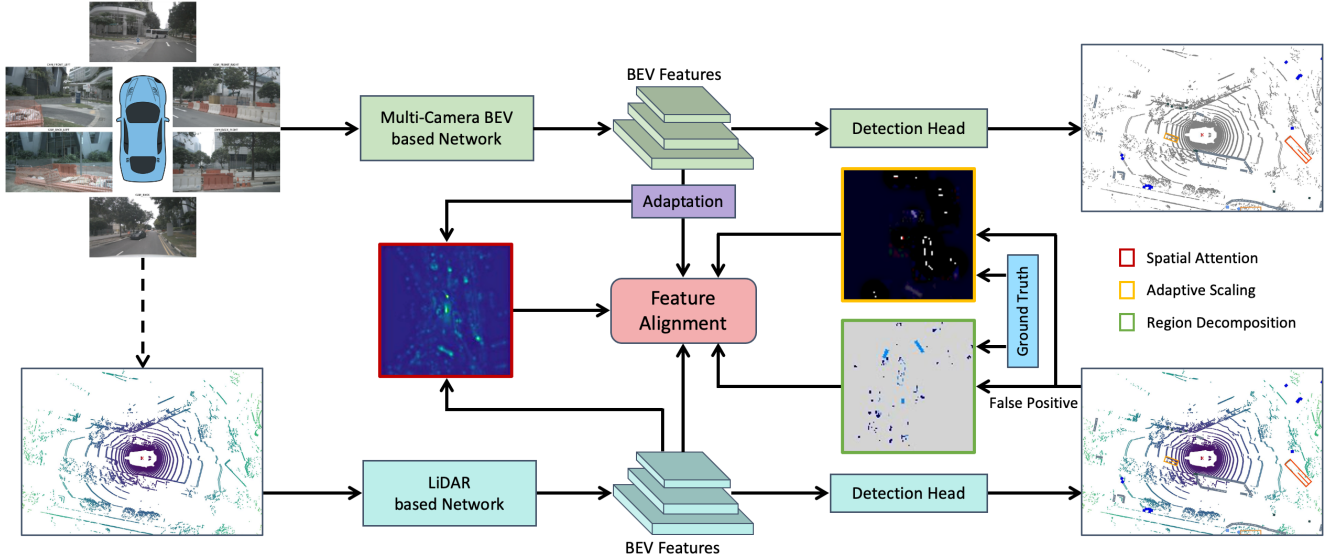 BEV Features
Multi-Camera BEV
based Network
Detection Head
Adaptation
Feature
Alignment
Ground Truth
Spatial Attention
Adaptive Scaling
Region Decomposition
False Positive
LiDAR
based Network
Detection Head
BEV Features